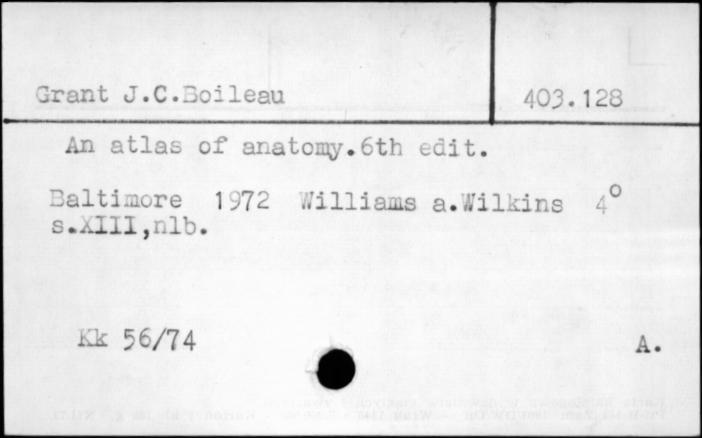 Grant J.C.Boileau
403.128
An atlas of anatomy.6th edit.
Baltimore 1972 Williams a.Wilkins 4°
s.XIII,nlb.
Kk 56/74
A.